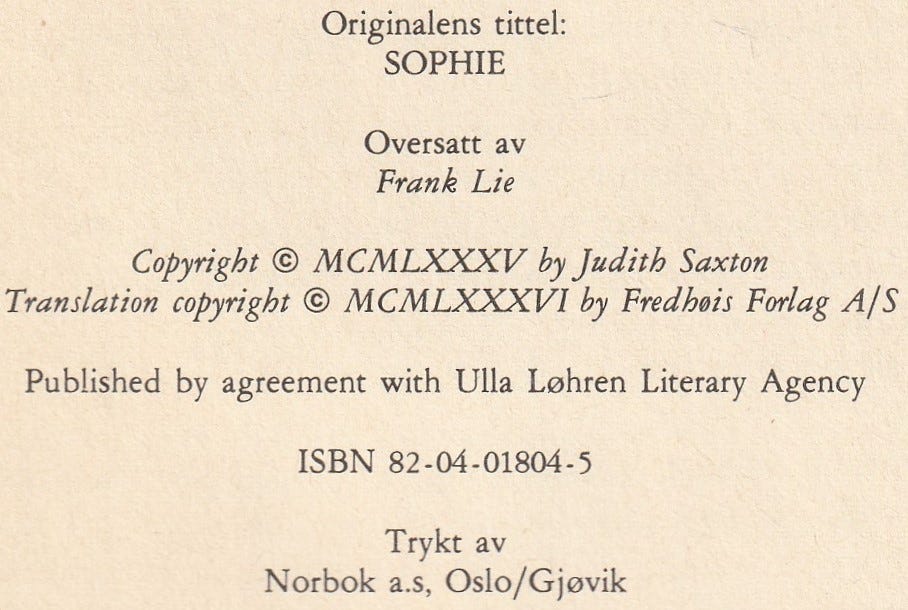 Originalens tittel:
SOPHIE
Oversatt av
Frank Lie
Copyright © MCMLXXXV by Judith Saxton
Translation copyright © MCMLXXXVI by Fredhøis Forlag A/S
Published by agreement with Ulla Løhren Literary Agency
ISBN 82-04-01804-5
Trykt av
Norbok a.s, Oslo/Gjøvik